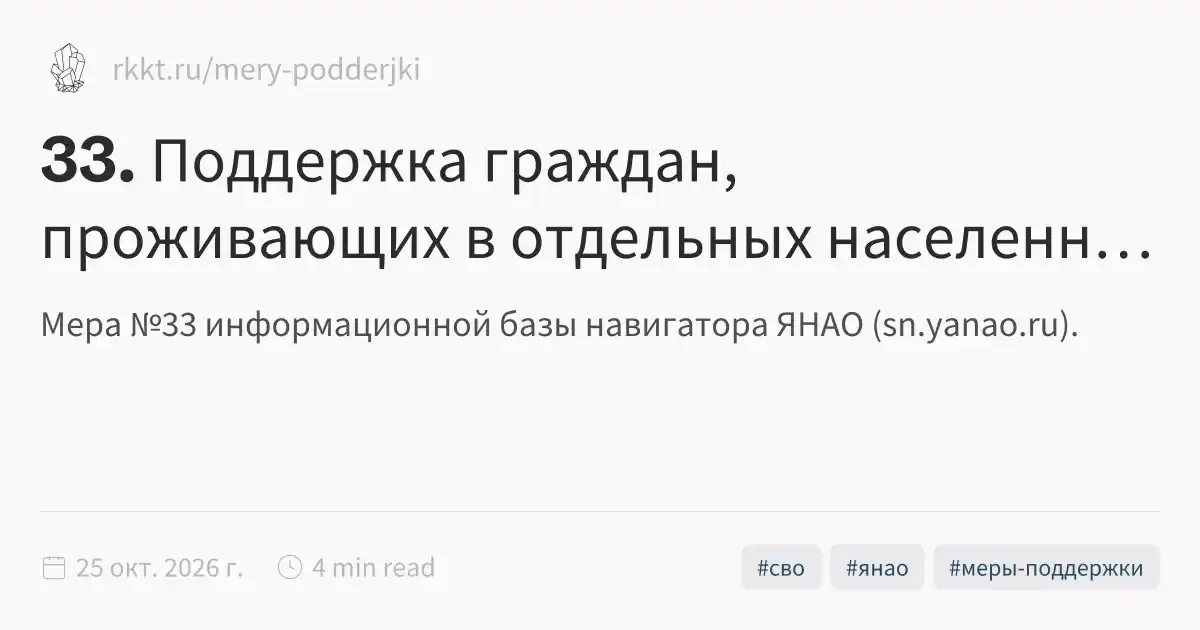 rkkt.ru/mery-podderjki
33. Поддержка граждан,
проживающих в отдельных населенн…
Мера №33 информационной базы навигатора ЯНАО (sn.yanao.ru).
25 окт. 2026 г. 4 min read #сво #янао #меры-поддержки